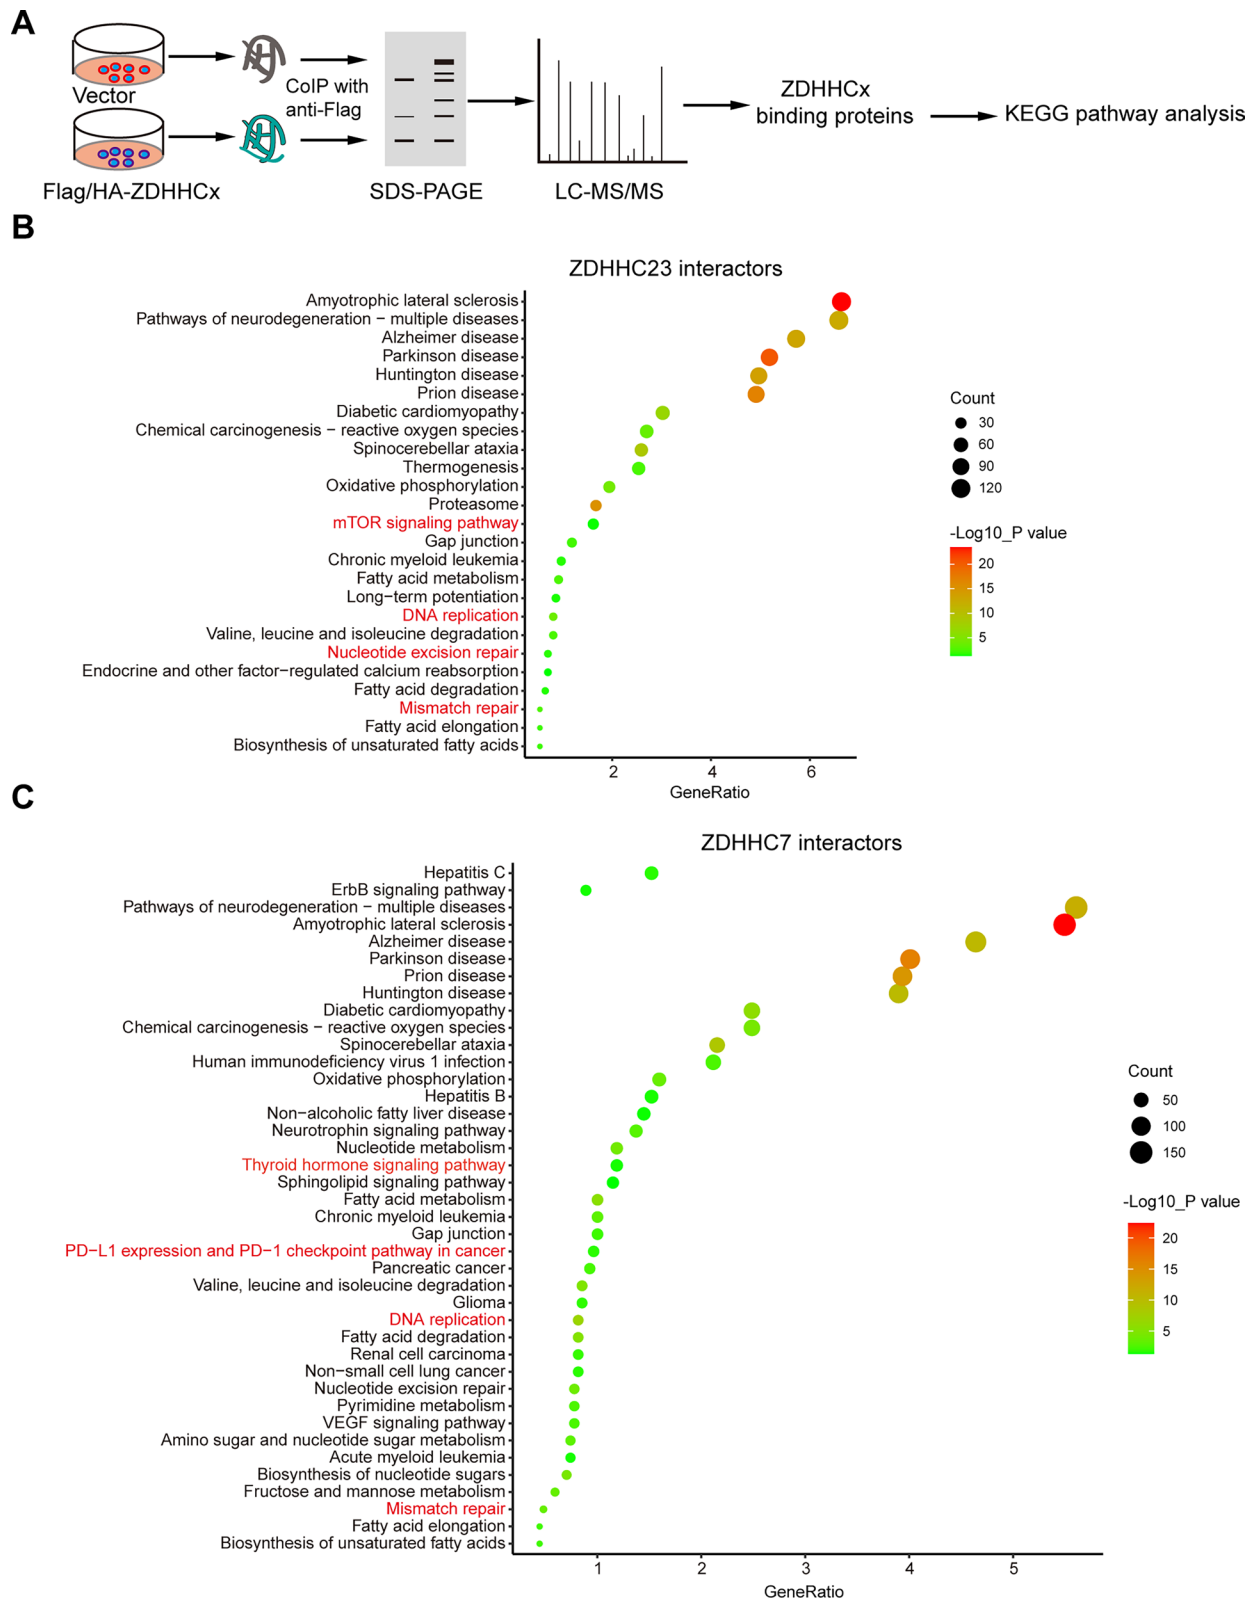 A
Vector
Flag/HA-ZDHHCx
CoIP with
anti-Flag
SDS-PAGE
LC-MS/MS
ZDHHCx
binding proteins
KEGG pathway analysis
B
ZDHHC23 interactors
Amyotrophic lateral sclerosis
Pathways of neurodegeneration − multiple diseases
Alzheimer disease
Parkinson disease
Huntington disease
Prion disease
Diabetic cardiomyopathy
Chemical carcinogenesis − reactive oxygen species
Spinocerebellar ataxia
Thermogenesis
Oxidative phosphorylation
Proteasome
mTOR signaling pathway
Gap junction
Chronic myeloid leukemia
Fatty acid metabolism
Long−term potentiation
DNA replication
Valine, leucine and isoleucine degradation
Nucleotide excision repair
Endocrine and other factor−regulated calcium reabsorption
Fatty acid degradation
Mismatch repair
Fatty acid elongation
Biosynthesis of unsaturated fatty acids
2 4 6
GeneRatio
Count
30
60
90
120
-Log10_P value
20
15
10
5
C
ZDHHC7 interactors
Hepatitis C
ErbB signaling pathway
Pathways of neurodegeneration − multiple diseases
Amyotrophic lateral sclerosis
Alzheimer disease
Parkinson disease
Prion disease
Huntington disease
Diabetic cardiomyopathy
Chemical carcinogenesis − reactive oxygen species
Spinocerebellar ataxia
Human immunodeficiency virus 1 infection
Oxidative phosphorylation
Hepatitis B
Non−alcoholic fatty liver disease
Neurotrophin signaling pathway
Nucleotide metabolism
Thyroid hormone signaling pathway
Sphingolipid signaling pathway
Fatty acid metabolism
Chronic myeloid leukemia
Gap junction
PD−L1 expression and PD−1 checkpoint pathway in cancer
Pancreatic cancer
Valine, leucine and isoleucine degradation
Glioma
DNA replication
Fatty acid degradation
Renal cell carcinoma
Non−small cell lung cancer
Nucleotide excision repair
Pyrimidine metabolism
VEGF signaling pathway
Amino sugar and nucleotide sugar metabolism
Acute myeloid leukemia
Biosynthesis of nucleotide sugars
Fructose and mannose metabolism
Mismatch repair
Fatty acid elongation
Biosynthesis of unsaturated fatty acids
1 2 3 4 5
GeneRatio
Count
50
100
150
-Log10_P value
20
15
10
5